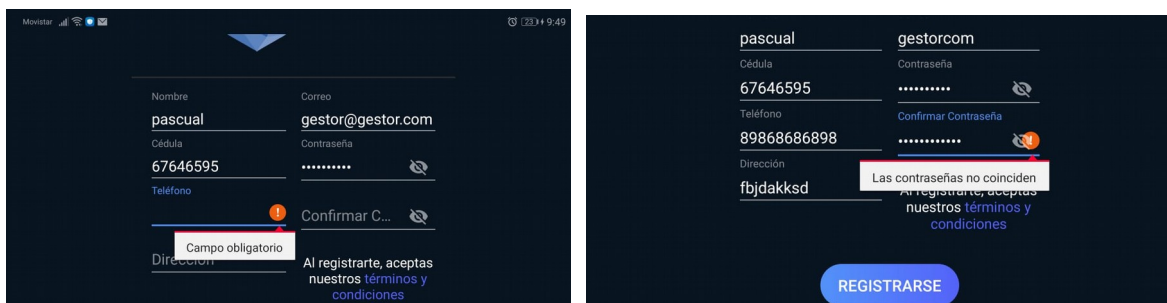 Movistar 23 9:49
Nombre Correo
pascual gestor@gestor.com
Cédula Contraseña
67646595 ••••••••••
Teléfono
Confirmar C...
Campo obligatorio
Dirección
Al registrarte, aceptas
nuestros términos y
condiciones
pascual gestorcom
Cédula Contraseña
67646595 ••••••••••
Teléfono Confirmar Contraseña
89868686898 ••••••••••••
Dirección
Las contraseñas no coinciden
fbjdakksd Al registrarte, aceptas
nuestros términos y
condiciones
REGISTRARSE